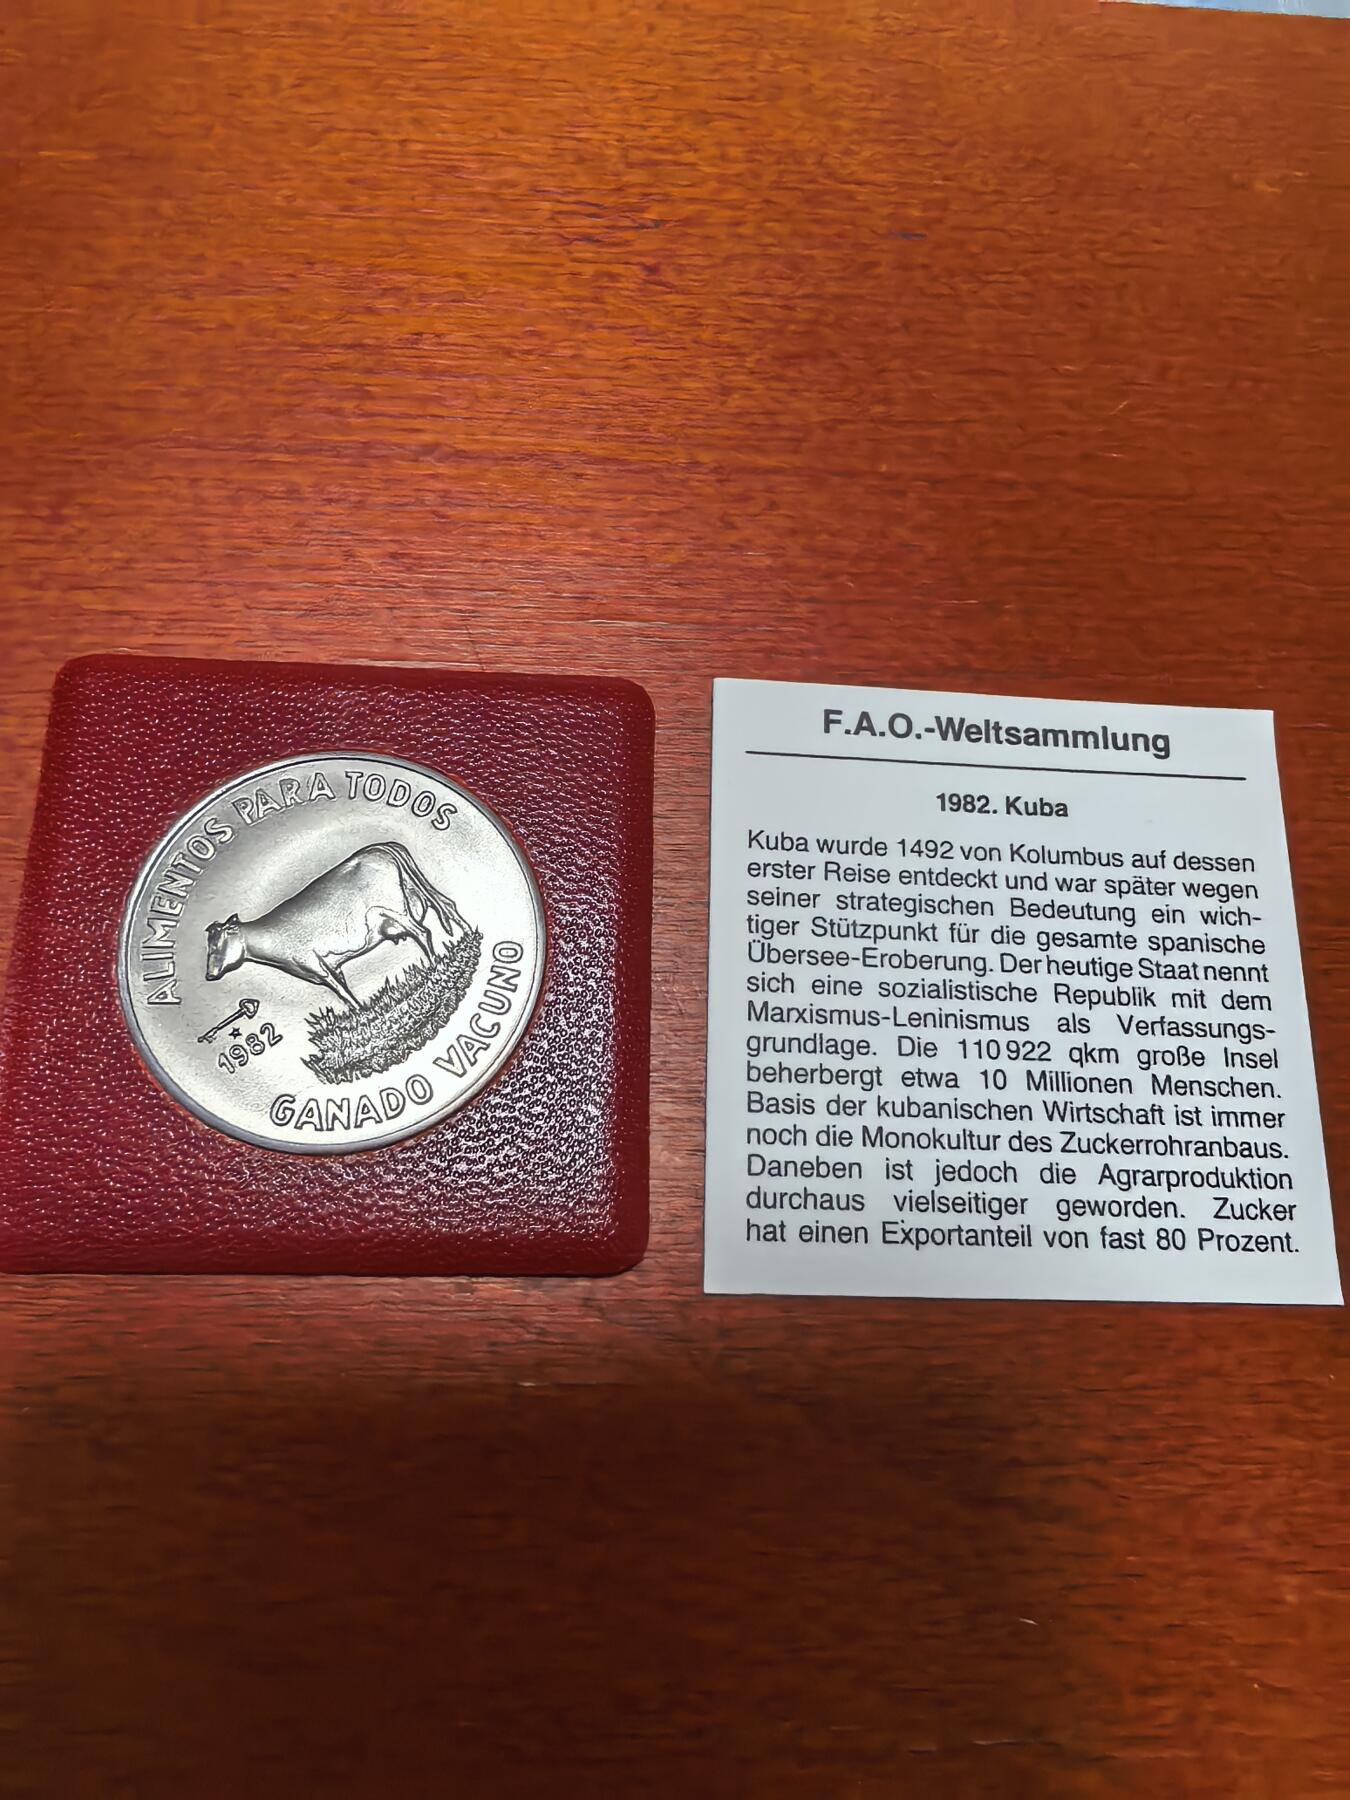 ALIMENTOS PARA TODOS
1982
GANADO VACUNO
F.A.O.-Weltsammlung
1982. Kuba
Kuba wurde 1492 von Kolumbus auf dessen
erster Reise entdeckt und war später wegen
seiner strategischen Bedeutung ein wich-
tiger Stützpunkt für die gesamte spanische
Übersee-Eroberung. Der heutige Staat nennt
sich eine sozialistische Republik mit dem
Marxismus-Leninismus als Verfassungs-
grundlage. Die 110 922 qkm große Insel
beherbergt etwa 10 Millionen Menschen.
Basis der kubanischen Wirtschaft ist immer
noch die Monokultur des Zuckerrohranbaus.
Daneben ist jedoch die Agrarproduktion
durchaus vielseitiger geworden. Zucker
hat einen Exportanteil von fast 80 Prozent.